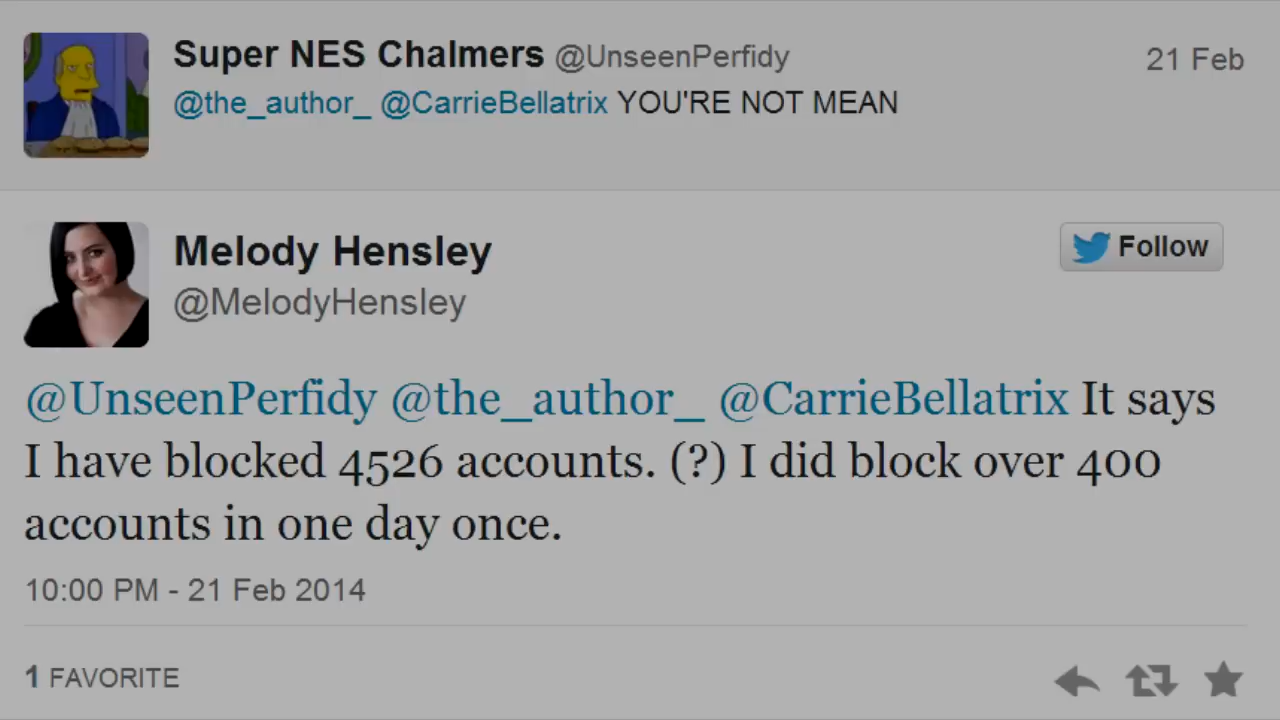 Super NES Chalmers @UnseenPerfidy 21 Feb
@the_author_ @CarrieBellatrix YOU'RE NOT MEAN
Melody Hensley
Follow
@MelodyHensley
@UnseenPerfidy @the_author_ @CarrieBellatrix It says
I have blocked 4526 accounts. (?) I did block over 400
accounts in one day once.
10:00 PM - 21 Feb 2014
1 FAVORITE